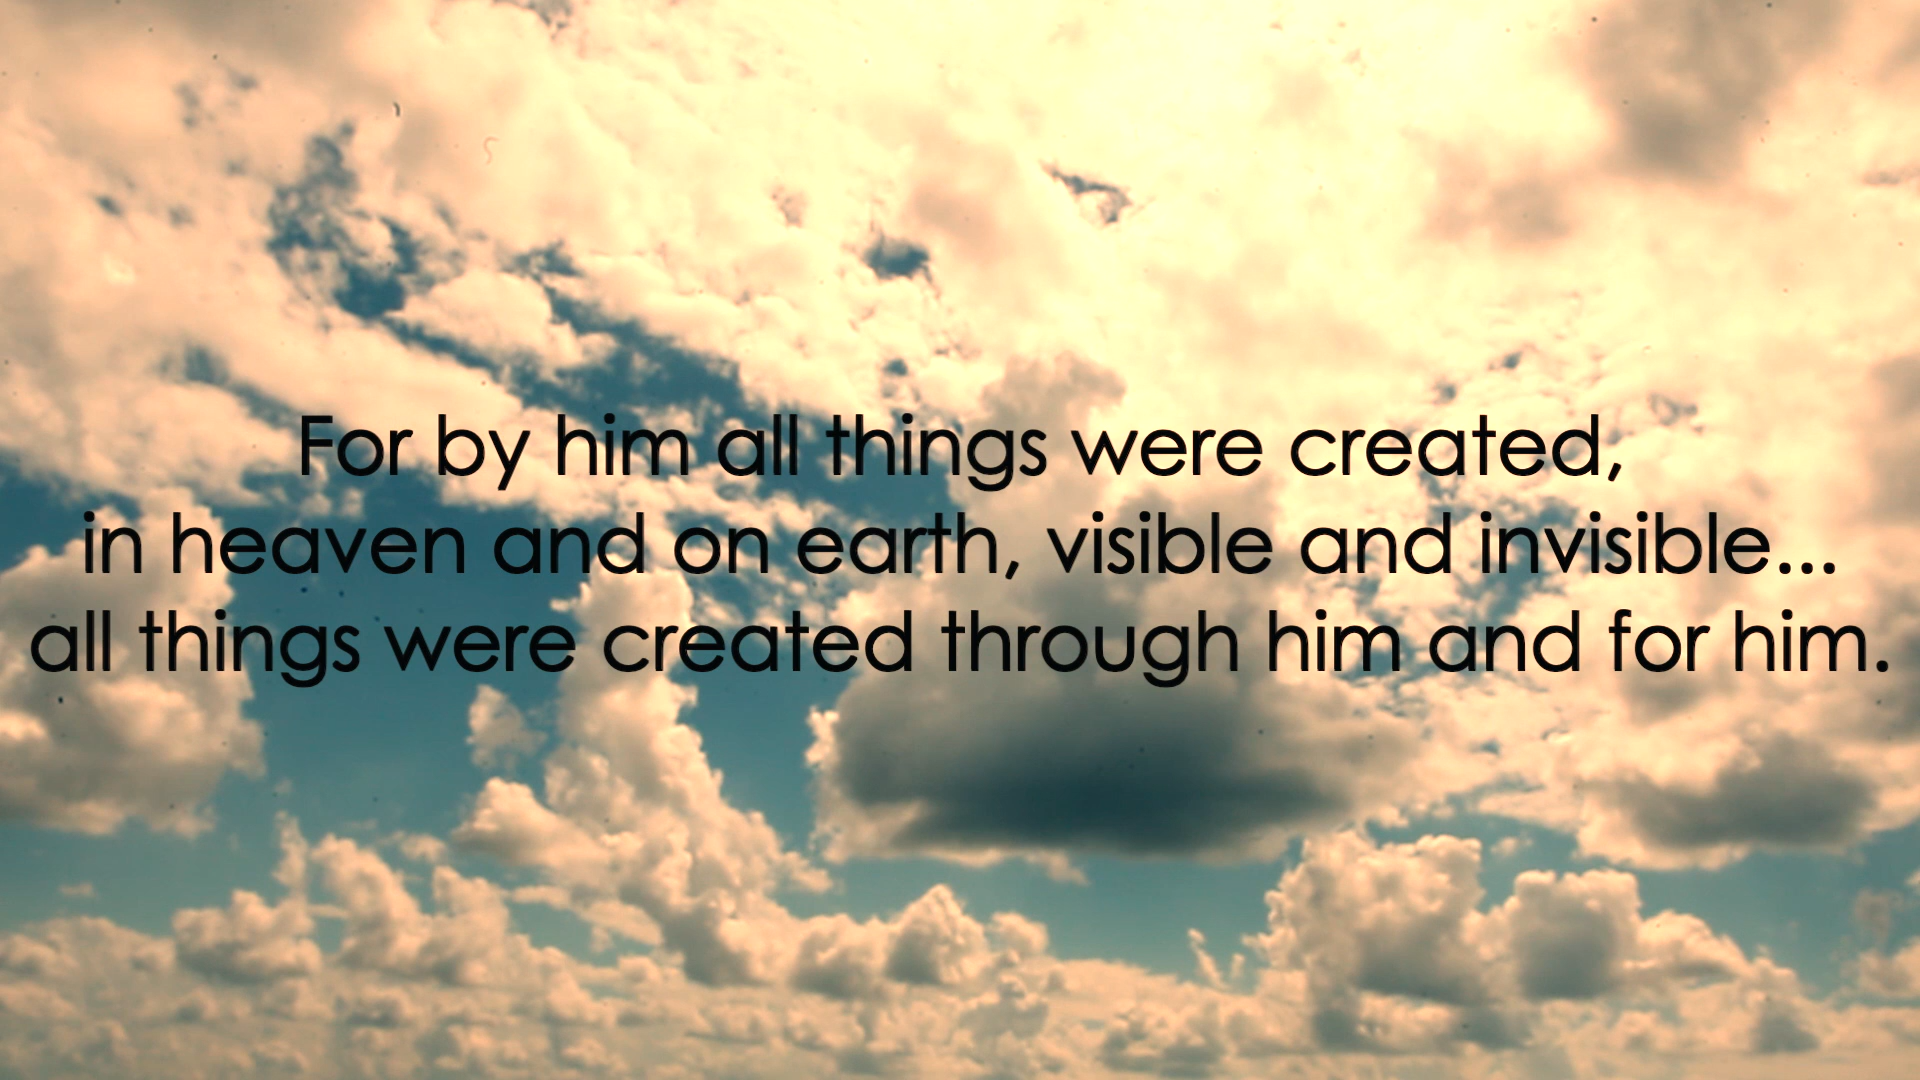 For by him all things were created,
in heaven and on earth, visible and invisible...
all things were created through him and for him.